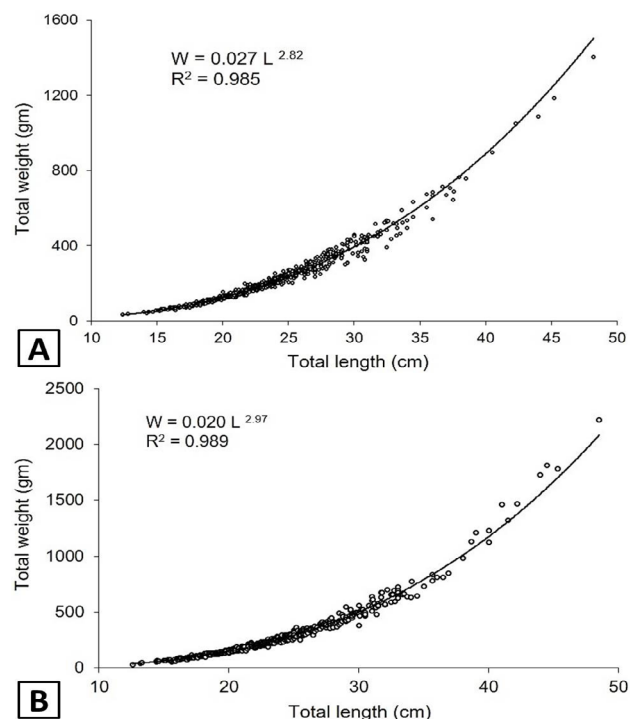 1600
W = 0.027 L 2.82
R2 = 0.985
1200
800
400
0
Total weight (gm)
10 15 20 25 30 35 40 45 50
Total length (cm)
A
2500
W = 0.020 L 2.97
R2 = 0.989
2000
1500
1000
500
0
Total weight (gm)
10 20 30 40 50
Total length (cm)
B